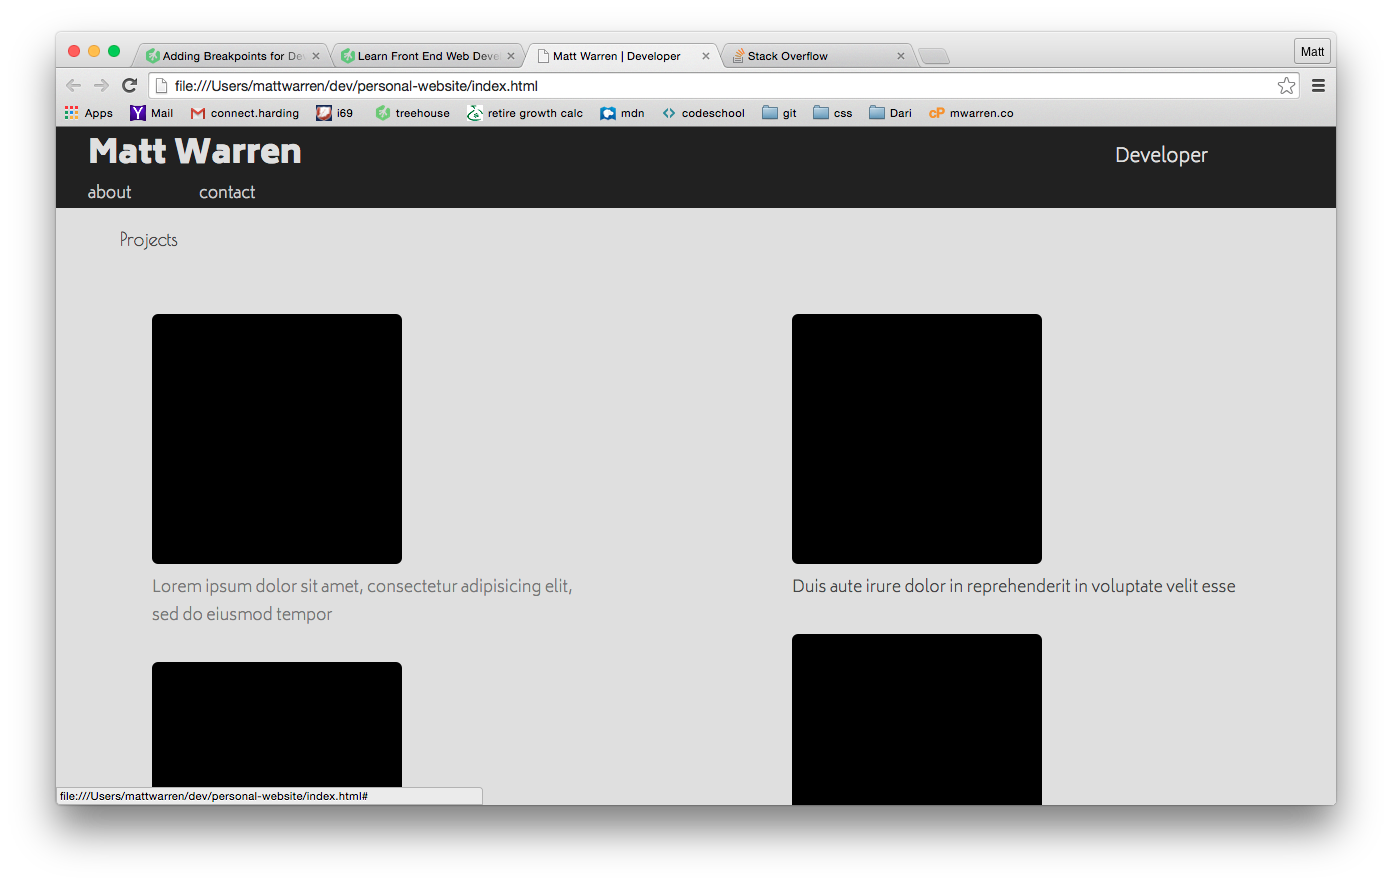 Adding Breakpoints for De
Learn Front End Web Deve
Matt Warren | Developer
Stack Overflow
Matt
file:///Users/mattwarren/dev/personal-website/index.html
Apps Mail connect.harding i69 treehouse retire growth calc mdn codeschool git css Dari cP mwarren.co
Matt Warren
Developer
about contact
Projects
Lorem ipsum dolor sit amet, consectetur adipisicing elit,
sed do eiusmod tempor
Duis aute irure dolor in reprehenderit in voluptate velit esse
file:///Users/mattwarren/dev/personal-website/index.html#